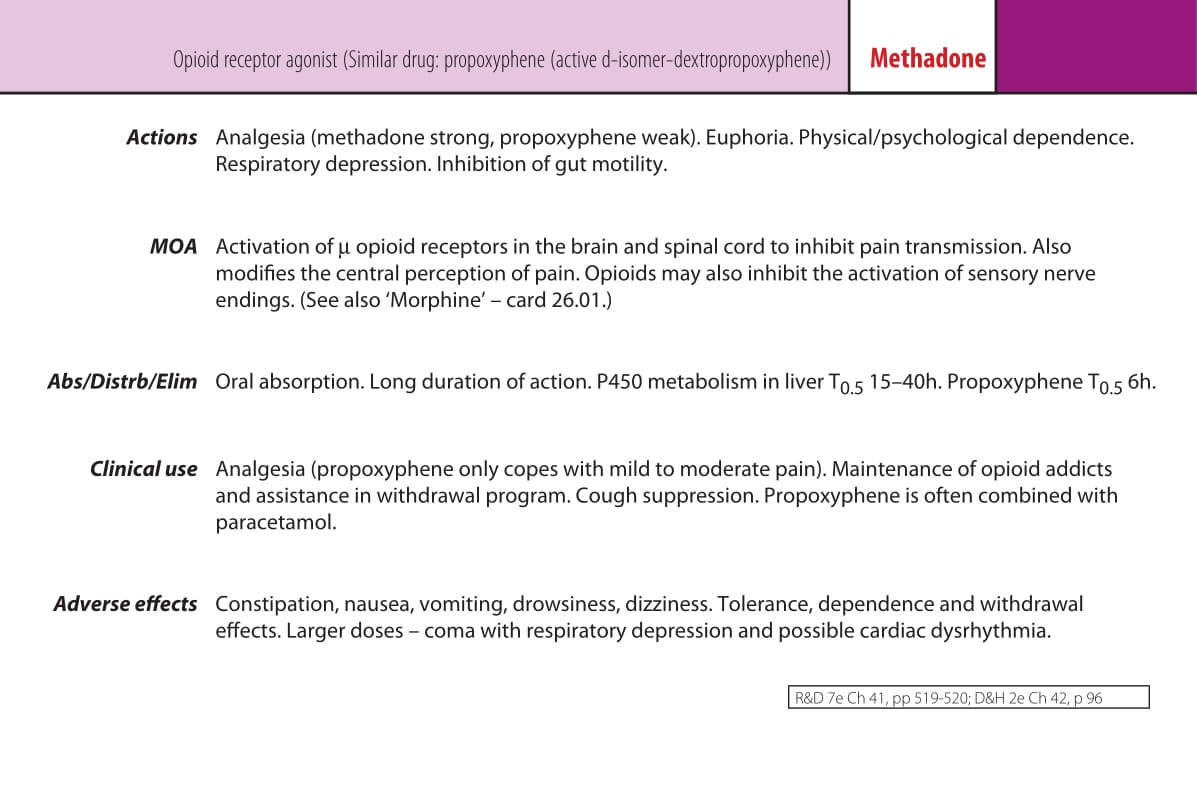 Opioid receptor agonist (Similar drug: propoxyphene (active d-isomer-dextropropoxyphene)) Methadone
Actions Analgesia (methadone strong, propoxyphene weak). Euphoria. Physical/psychological dependence.
Respiratory depression. Inhibition of gut motility.
MOA Activation of μ opioid receptors in the brain and spinal cord to inhibit pain transmission. Also
modifies the central perception of pain. Opioids may also inhibit the activation of sensory nerve
endings. (See also ‘Morphine’ – card 26.01.)
Abs/Distrb/Elim Oral absorption. Long duration of action. P450 metabolism in liver T0.5 15–40h. Propoxyphene T0.5 6h.
Clinical use Analgesia (propoxyphene only copes with mild to moderate pain). Maintenance of opioid addicts
and assistance in withdrawal program. Cough suppression. Propoxyphene is often combined with
paracetamol.
Adverse effects Constipation, nausea, vomiting, drowsiness, dizziness. Tolerance, dependence and withdrawal
effects. Larger doses – coma with respiratory depression and possible cardiac dysrhythmia.
R&D 7e Ch 41, pp 519-520; D&H 2e Ch 42, p 96